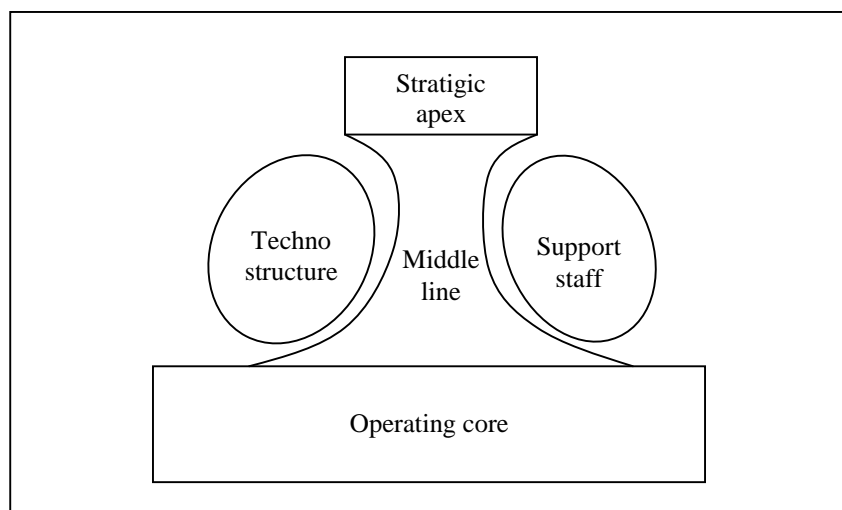 Stratigic
apex
Techno
structure
Middle
line
Support
staff
Operating core